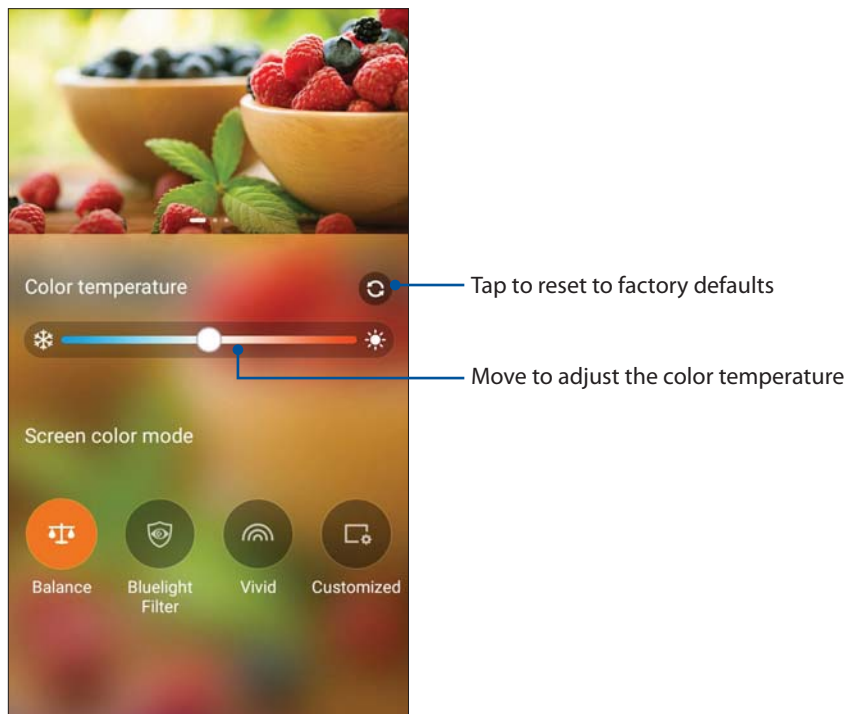 Color temperature
Tap to reset to factory defaults
Move to adjust the color temperature
Screen color mode
Balance
Bluelight
Filter
Vivid
Customized